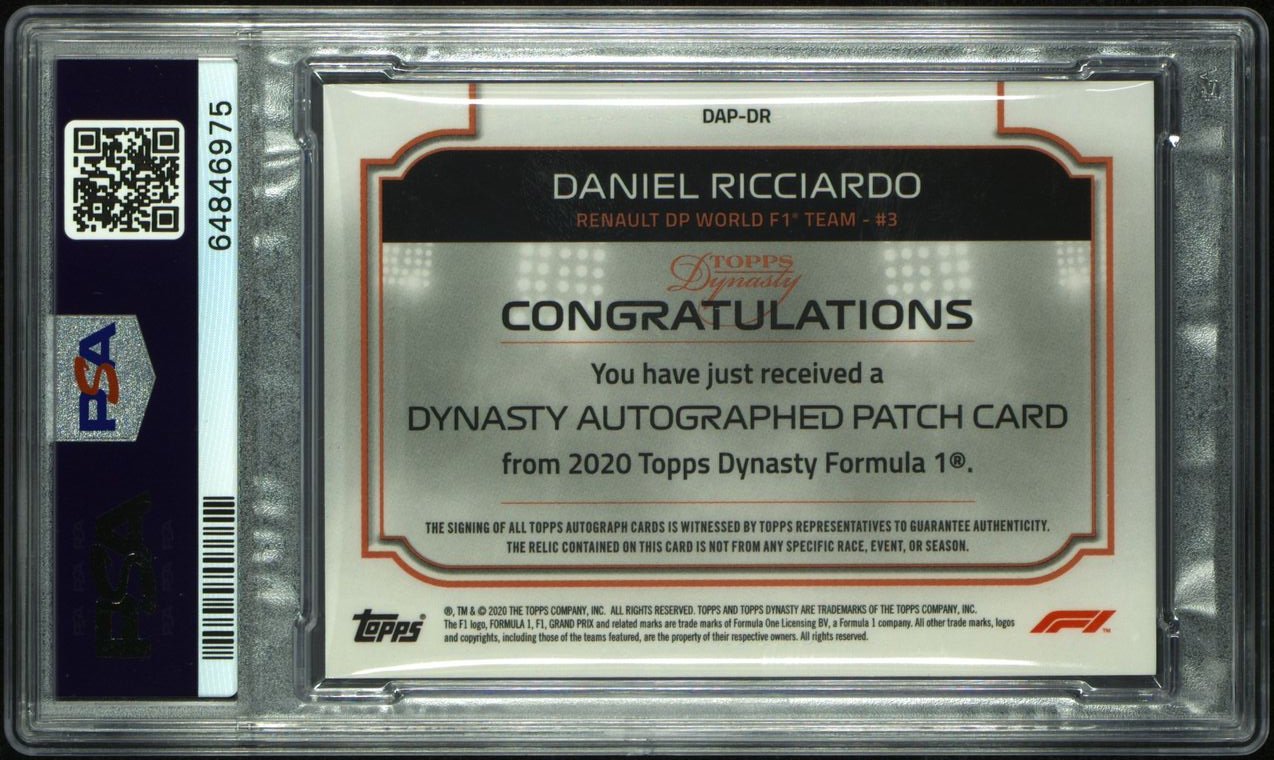 64846975
PSA
PSA
DAP-DR
DANIEL RICCIARDO
RENAULT DP WORLD F1® TEAM - #3
TOPPS
Dynasty
CONGRATULATIONS
You have just received a
DYNASTY AUTOGRAPHED PATCH CARD
from 2020 Topps Dynasty Formula 1®.
THE SIGNING OF ALL TOPPS AUTOGRAPH CARDS IS WITNESSED BY TOPPS REPRESENTATIVES TO GUARANTEE AUTHENTICITY.
THE RELIC CONTAINED ON THIS CARD IS NOT FROM ANY SPECIFIC RACE, EVENT, OR SEASON.
topps®
®, TM & © 2020 THE TOPPS COMPANY, INC. ALL RIGHTS RESERVED. TOPPS AND TOPPS DYNASTY ARE TRADEMARKS OF THE TOPPS COMPANY, INC.
The F1 logo, FORMULA 1, F1, GRAND PRIX and related marks are trade marks of Formula One Licensing BV, a Formula 1 company. All other trade marks, logos
and copyrights, including those of the teams featured, are the property of their respective owners. All rights reserved.
F1™